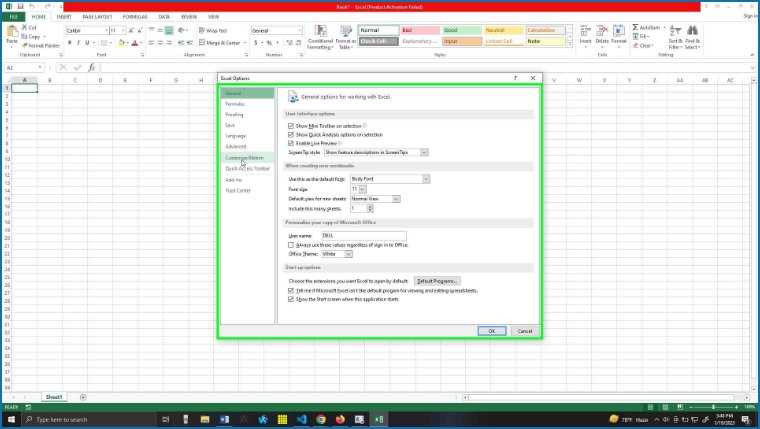 Book1 - Excel (Product Activation Failed)
FILE HOME INSERT PAGE LAYOUT FORMULAS DATA REVIEW VIEW
Cut
Copy
Format Painter
Paste
Clipboard
Calibri 11
Font
Wrap Text
Merge & Center
Alignment
General
Number
Conditional Formatting
Format as Table
Normal Bad Good Neutral Calculation
Check Cell Explanatory ... Input Linked Cell Note
Styles
Insert Delete Format
Cells
AutoSum
Fill
Clear
Sort & Filter
Find & Select
Editing
A1
Excel Options
General
Formulas
Proofing
Save
Language
Advanced
Customize Ribbon
Quick Access Toolbar
Add-Ins
Trust Center
General options for working with Excel.
User Interface options
Show Mini Toolbar on selection
Show Quick Analysis options on selection
Enable Live Preview
ScreenTip style: Show feature descriptions in ScreenTips
When creating new workbooks
Use this as the default font: Body Font
Font size: 11
Default view for new sheets: Normal View
Include this many sheets: 1
Personalize your copy of Microsoft Office
User name: DELL
Always use these values regardless of sign in to Office.
Office Theme: White
Start up options
Choose the extensions you want Excel to open by default: Default Programs...
Tell me if Microsoft Excel isn't the default program for viewing and editing spreadsheets.
Show the Start screen when this application starts
OK Cancel
Sheet1
READY 100%
Type here to search
78°F Haze
3:48 PM
1/19/2023